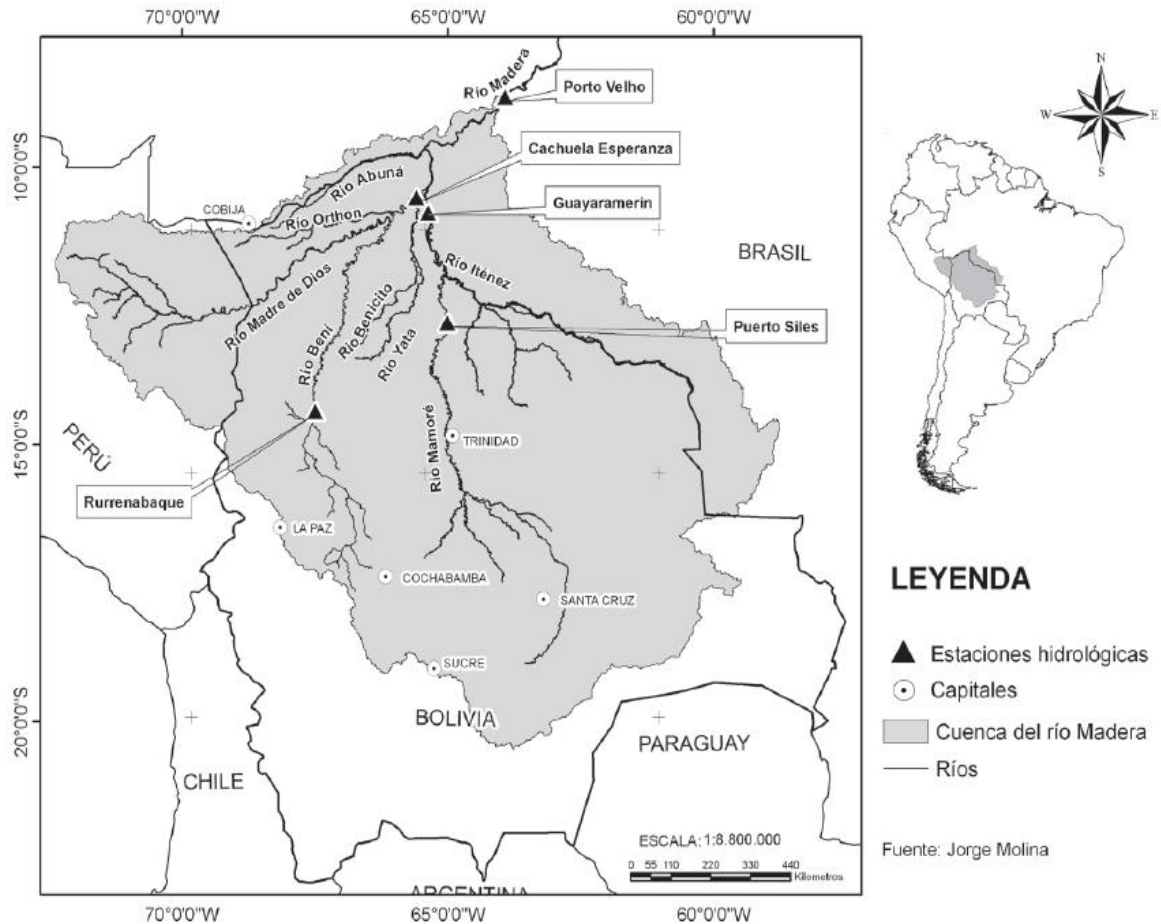 70°0'0"W
65°0'0"W
60°0'0"W
Río Madera
Porto Velho
N
W
E
S
Cachuela Esperanza
10°0'0"S
Río Abuná
Guayaramerin
COBIJA
Río Orthon
BRASIL
Río Iténez
Río Madre de Dios
Río Beni
Río Benicito
Río Yata
Puerto Siles
Río Mamoré
TRINIDAD
15°0'0"S
PERÚ
Rurrenabaque
LA PAZ
COCHABAMBA
SANTA CRUZ
SUCRE
BOLIVIA
20°0'0"S
PARAGUAY
CHILE
ESCALA: 1:8.800.000
0 55 110 220 330 440
Kilometros
ARGENTINA
70°0'0"W
65°0'0"W
60°0'0"W
LEYENDA
Estaciones hidrológicas
Capitales
Cuenca del río Madera
Ríos
Fuente: Jorge Molina